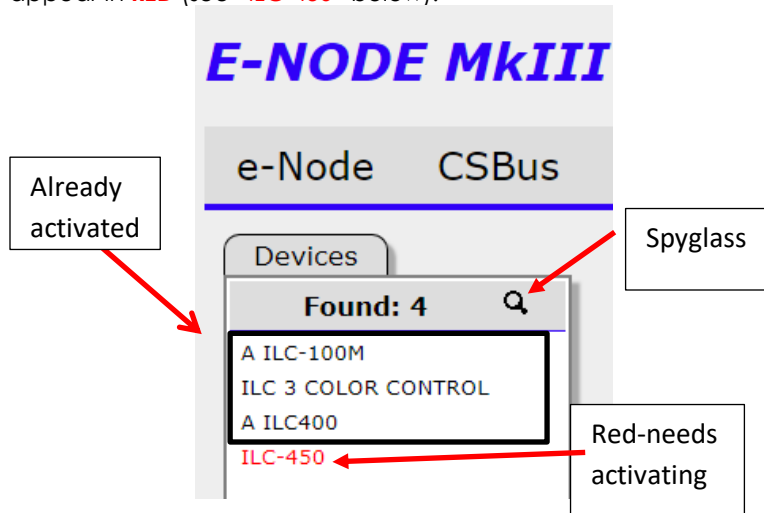 appear in RED (see "ILC-450" below).
E-NODE MkIII
e-Node CSBus
Already
activated
Spyglass
Devices
Found: 4
A ILC-100M
ILC 3 COLOR CONTROL
A ILC400
ILC-450
Red-needs
activating